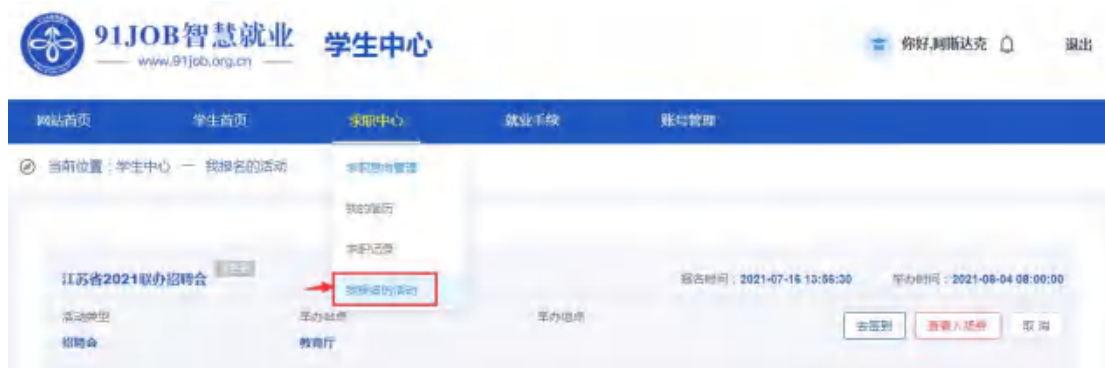 91JOB智慧就业 学生中心
www.91job.org.cn
你好,阿斯达克 退出
网站首页 学生首页 求职中心 就业手续 账号管理
当前位置:学生中心 — 我报名的活动
求职意向管理
我的简历
求职记录
我报名的活动
江苏省2021联办招聘会
报名时间:2021-07-16 13:56:30 举办时间:2021-08-04 08:00:00
活动类型 举办站点 举办地点
去签到 查看入场券 取消
招聘会 教育厅